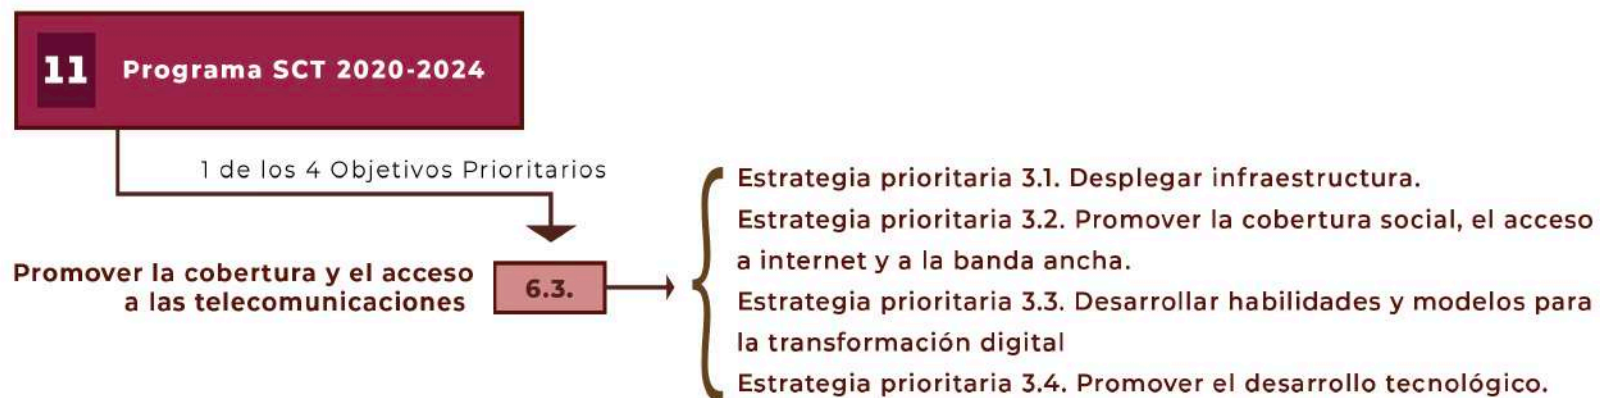 11 Programa SCT 2020-2024
1 de los 4 Objetivos Prioritarios
Promover la cobertura y el acceso
a las telecomunicaciones
6.3.
Estrategia prioritaria 3.1. Desplegar infraestructura.
Estrategia prioritaria 3.2. Promover la cobertura social, el acceso
a internet y a la banda ancha.
Estrategia prioritaria 3.3. Desarrollar habilidades y modelos para
la transformación digital
Estrategia prioritaria 3.4. Promover el desarrollo tecnológico.